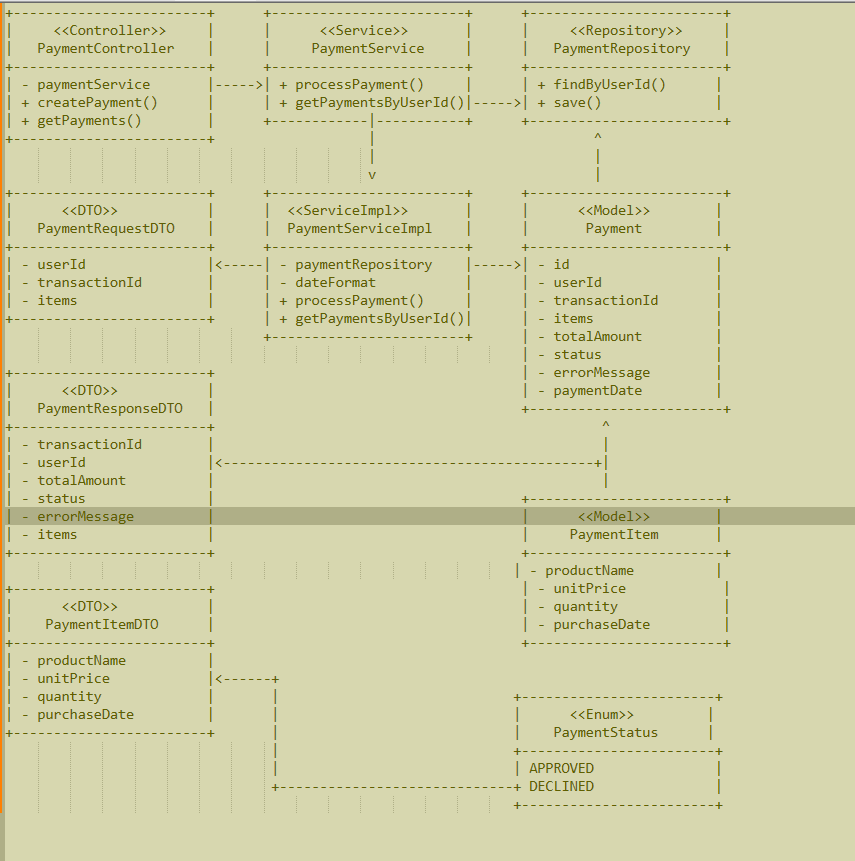 <<Controller>>
PaymentController
- paymentService
+ createPayment()
+ getPayments()
<<Service>>
PaymentService
+ processPayment()
+ getPaymentsByUserId()
<<Repository>>
PaymentRepository
+ findByUserId()
+ save()
<<DTO>>
PaymentRequestDTO
- userId
- transactionId
- items
<<ServiceImpl>>
PaymentServiceImpl
- paymentRepository
- dateFormat
+ processPayment()
+ getPaymentsByUserId()
<<Model>>
Payment
- id
- userId
- transactionId
- items
- totalAmount
- status
- errorMessage
- paymentDate
<<DTO>>
PaymentResponseDTO
- transactionId
- userId
- totalAmount
- status
- errorMessage
- items
<<Model>>
PaymentItem
- productName
- unitPrice
- quantity
- purchaseDate
<<DTO>>
PaymentItemDTO
- productName
- unitPrice
- quantity
- purchaseDate
<<Enum>>
PaymentStatus
APPROVED
DECLINED